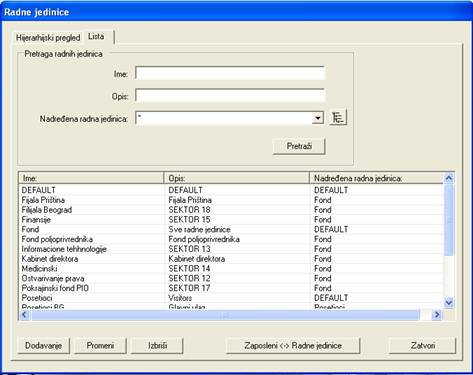 Radne jedinice
Hijerarhijski pregled Lista
Pretraga radnih jedinica
Ime:
Opis:
Nadređena radna jedinica: *
Pretraži
Ime: Opis: Nadređena radna jedinica:
DEFAULT DEFAULT DEFAULT
Fijala Priština Fijala Priština Fond
Filijala Beograd SEKTOR 18 Fond
Finansije SEKTOR 15 Fond
Fond Sve radne jedinice DEFAULT
Fond poljoprivrednika Fond poljoprivrednika Fond
Informacione tehhnologije SEKTOR 13 Fond
Kabinet direktora Kabinet direktora Fond
Medicinski SEKTOR 14 Fond
Ostvarivanje prava SEKTOR 12 Fond
Pokrajinski fond PIO SEKTOR 17 Fond
Posetioci Visitors DEFAULT
Posetioci BG Glavni ulaz Posetioci
Dodavanje Promeni Izbriši Zaposleni <-> Radne jedinice Zatvori